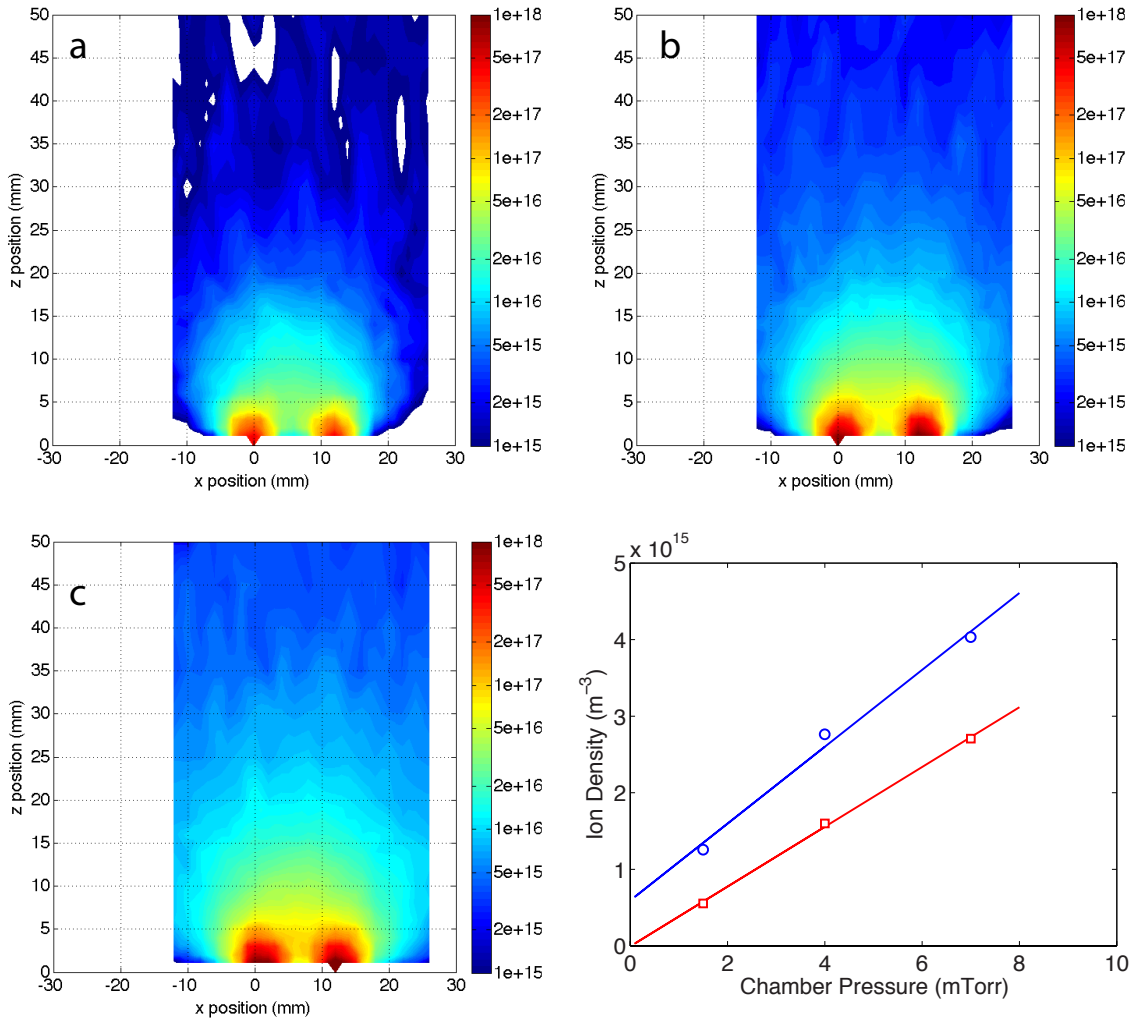 a
50
45
40
35
30
25
20
15
10
5
0
z position (mm)
-30
-20
-10
0
10
20
30
x position (mm)
1e+18
5e+17
2e+17
1e+17
5e+16
2e+16
1e+16
5e+15
2e+15
1e+15
b
50
45
40
35
30
25
20
15
10
5
0
z position (mm)
-30
-20
-10
0
10
20
30
x position (mm)
1e+18
5e+17
2e+17
1e+17
5e+16
2e+16
1e+16
5e+15
2e+15
1e+15
c
50
45
40
35
30
25
20
15
10
5
0
z position (mm)
-30
-20
-10
0
10
20
30
x position (mm)
1e+18
5e+17
2e+17
1e+17
5e+16
2e+16
1e+16
5e+15
2e+15
1e+15
x 10¹⁵
5
4
3
2
1
0
Ion Density (m⁻³)
0
2
4
6
8
10
Chamber Pressure (mTorr)